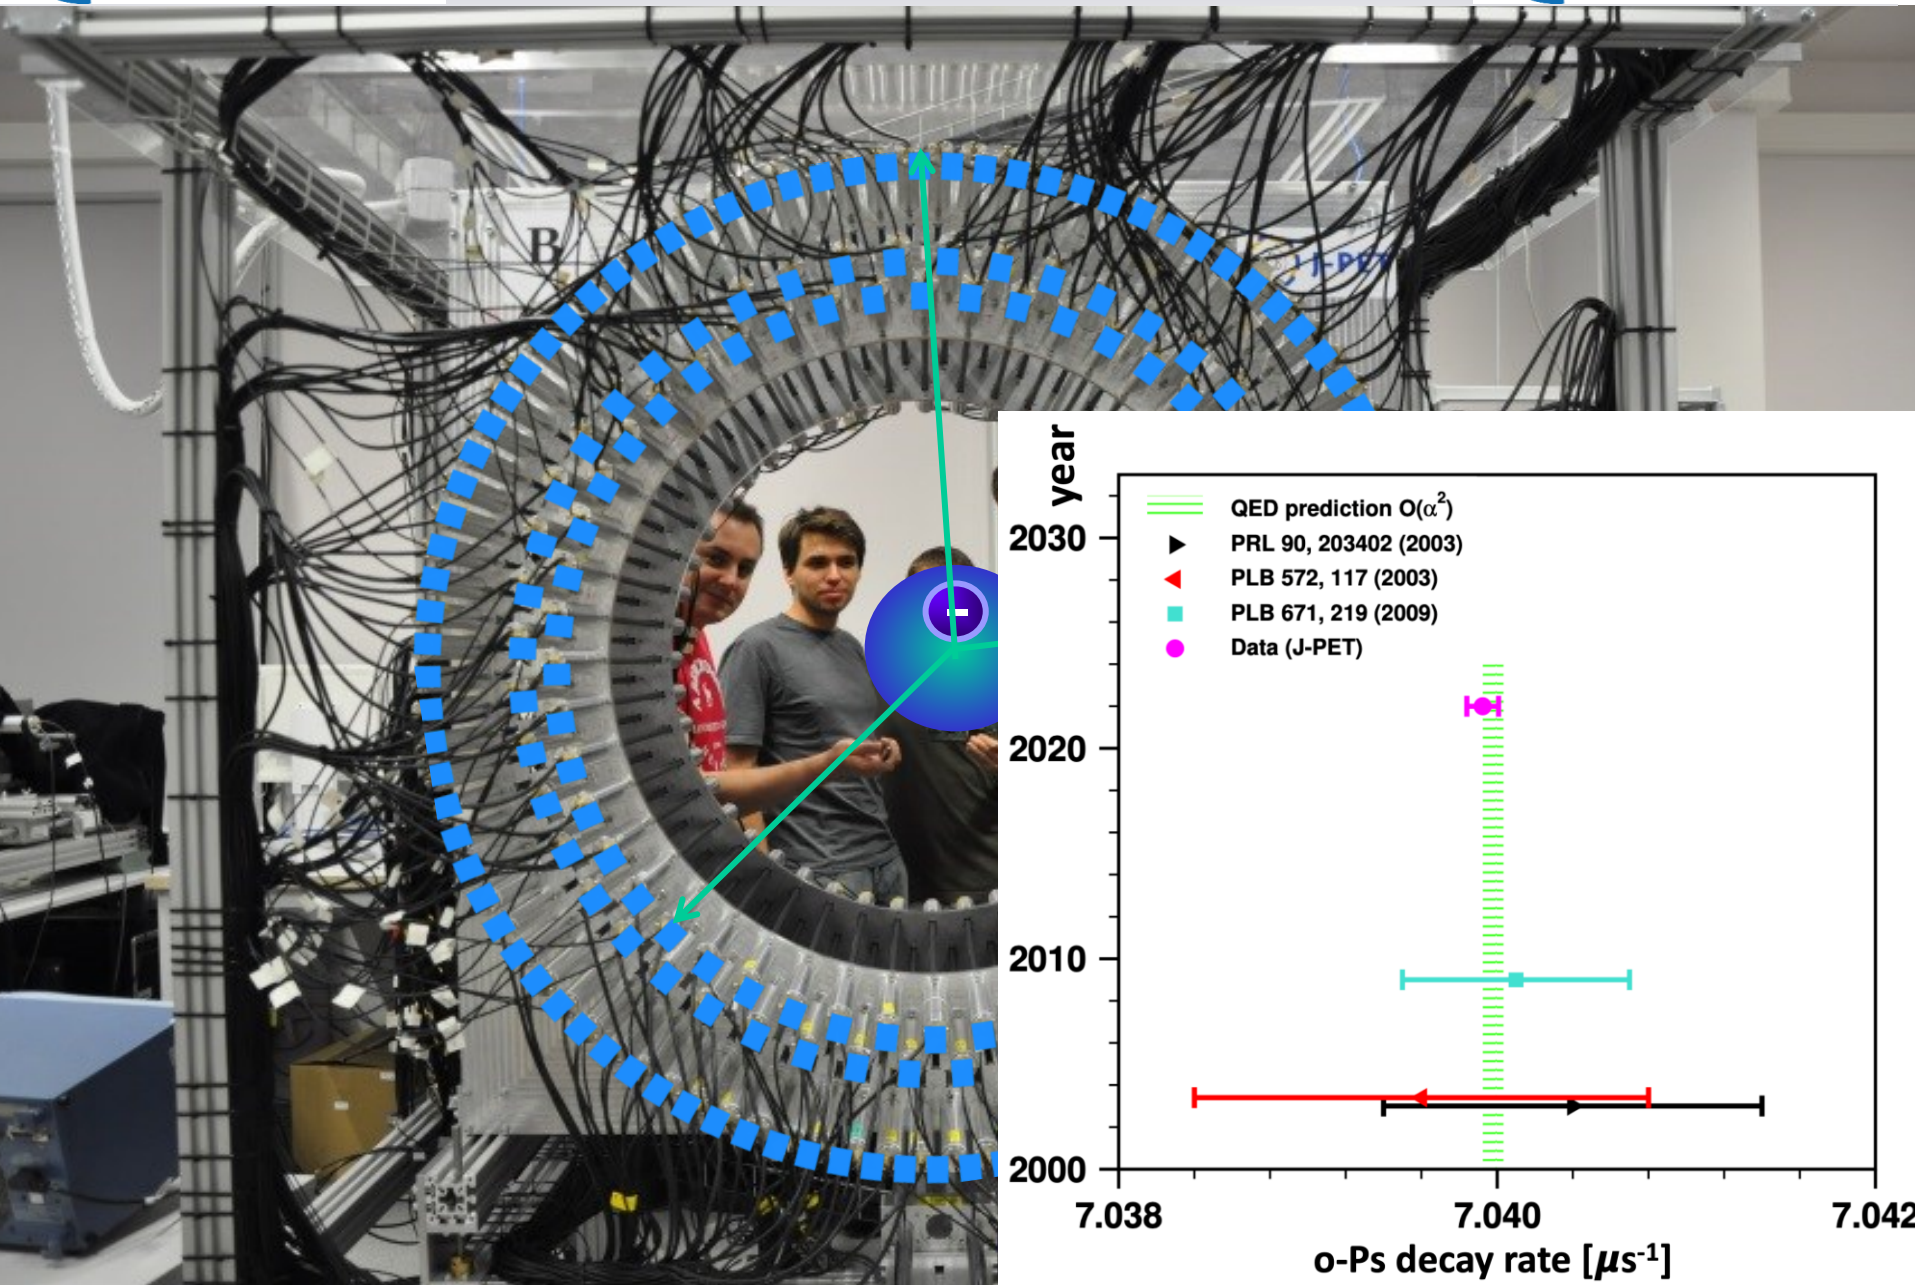 B
J-PET
-
year
QED prediction O(α²)
PRL 90, 203402 (2003)
PLB 572, 117 (2003)
PLB 671, 219 (2009)
Data (J-PET)
2030
2020
2010
2000
7.038
7.040
7.042
o-Ps decay rate [μs⁻¹]